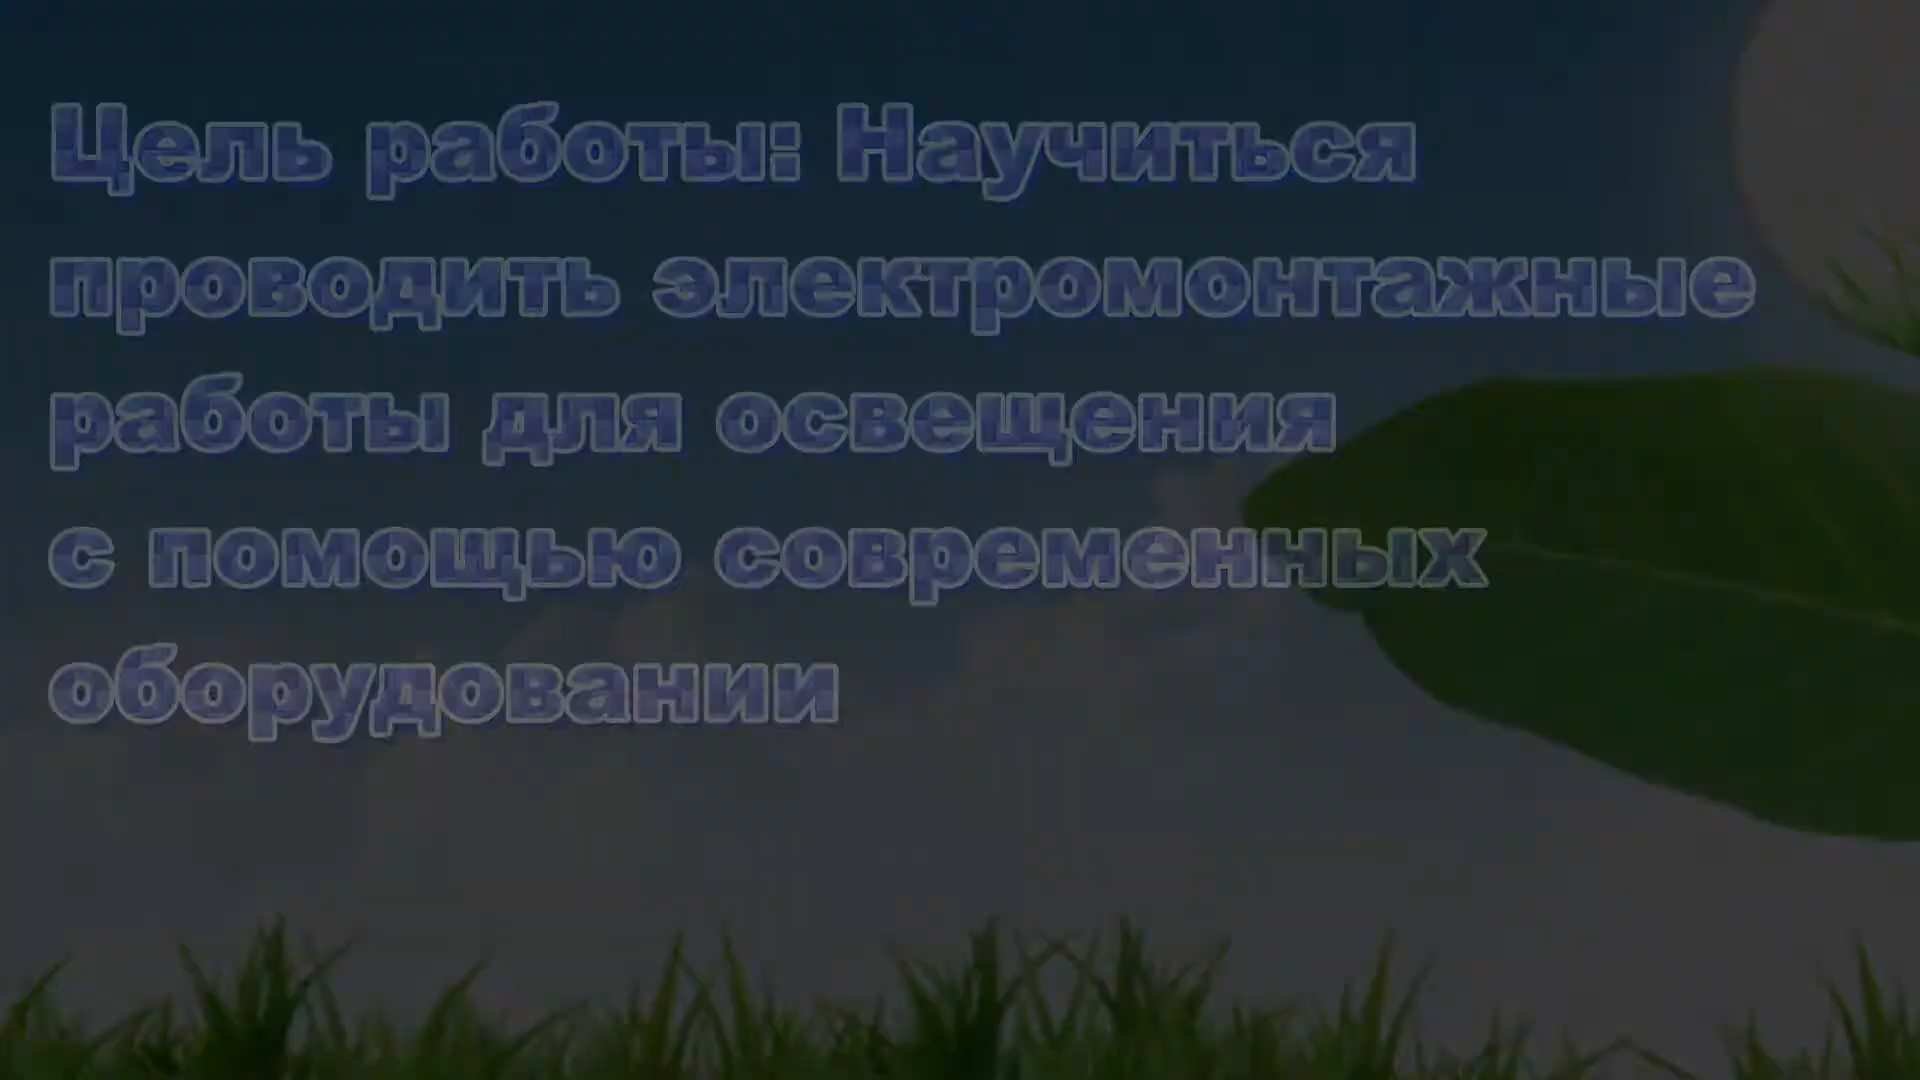 Цель работы: Научиться
проводить электромонтажные
работы для освещения
с помощью современных
оборудовании